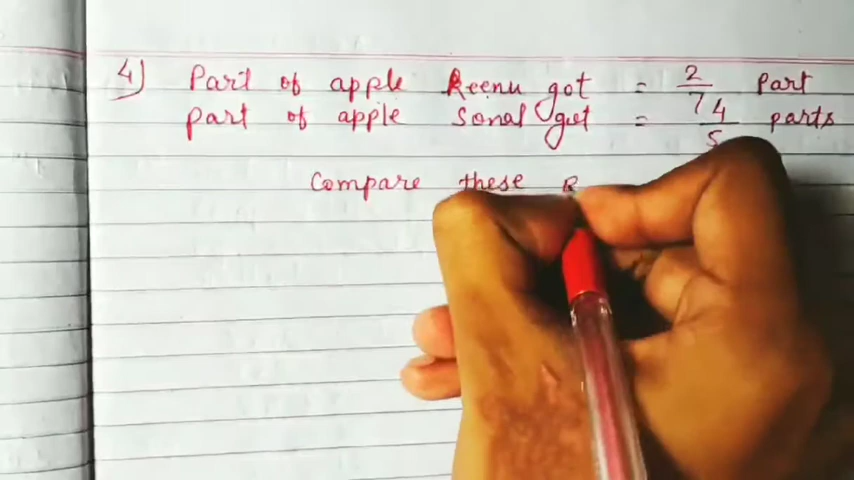 4) Part of apple Reenu got = 2/7 Part
part of apple Sonal get = 4/5 parts
Compare these